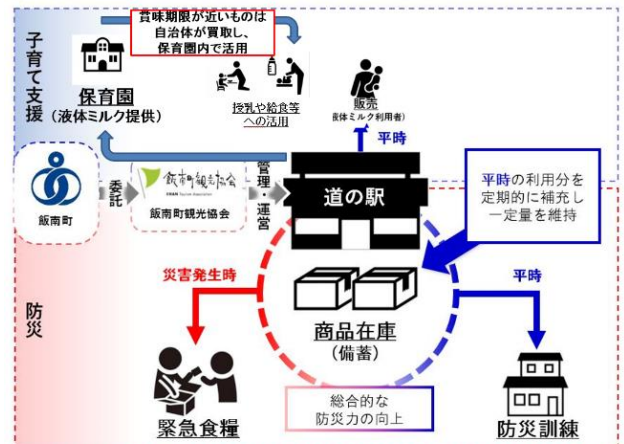 子育て支援
賞味期限が近いものは
自治体が買取し、
保育園内で活用
保育園
(液体ミルク提供)
授乳や給食等
への活用
販売
(液体ミルク利用者)
平時
飯南町
委託
飯南町観光協会
飯南町観光協会
管理・運営
道の駅
平時の利用分を
定期的に補充し
一定量を維持
防災
災害発生時
平時
商品在庫
(備蓄)
緊急食糧
総合的な
防災力の向上
防災訓練